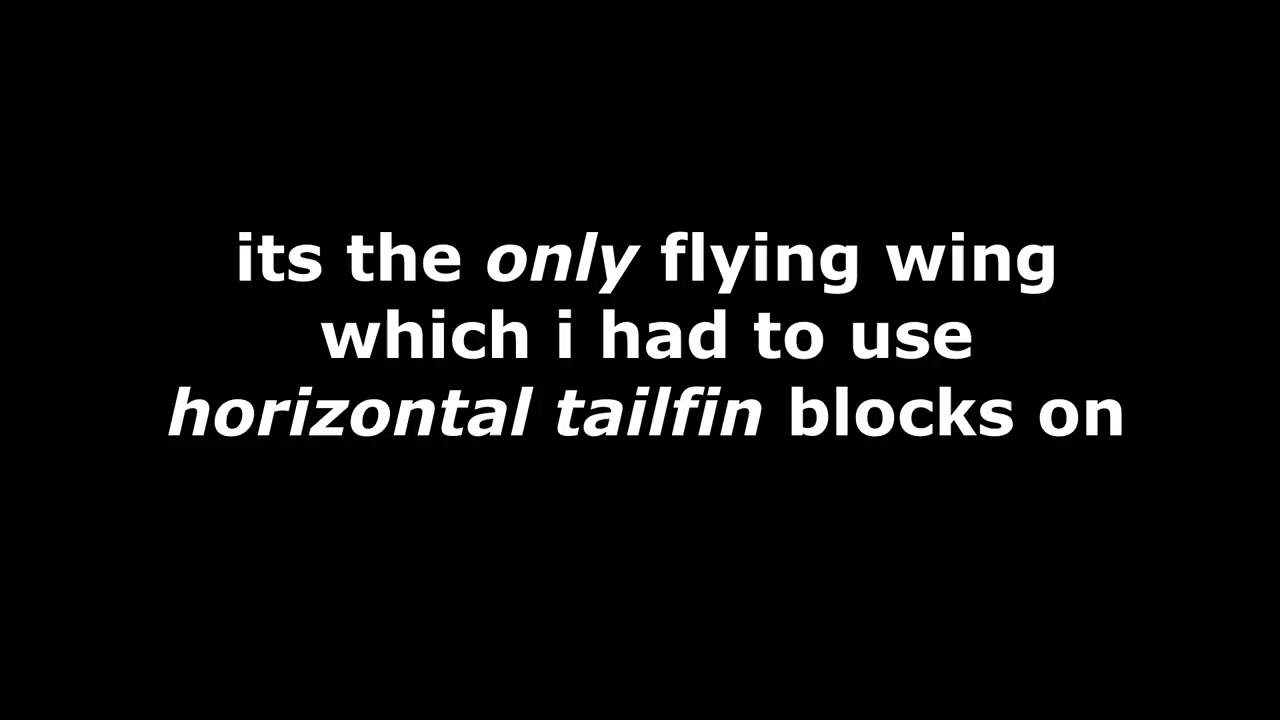 its the only flying wing
which i had to use
horizontal tailfin blocks on